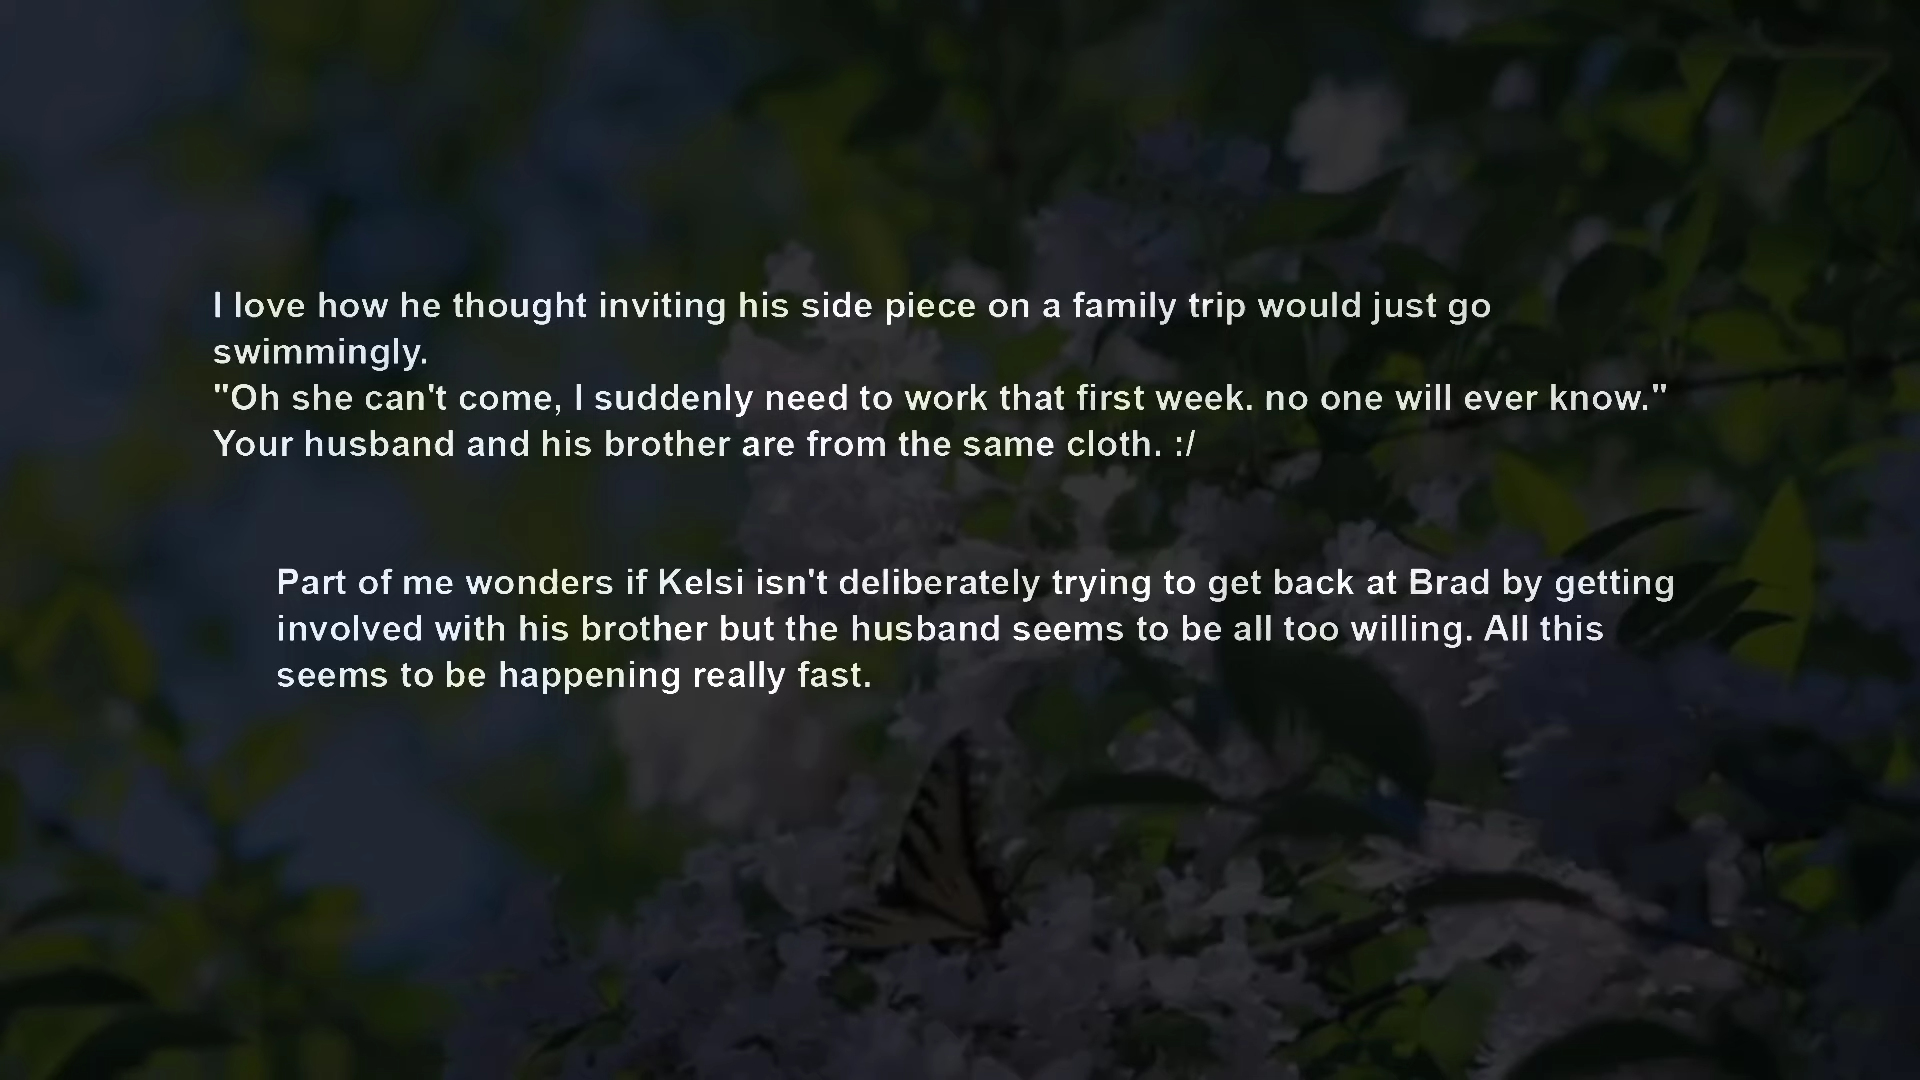 I love how he thought inviting his side piece on a family trip would just go
swimmingly.
"Oh she can't come, I suddenly need to work that first week. no one will ever know."
Your husband and his brother are from the same cloth. :/
Part of me wonders if Kelsi isn't deliberately trying to get back at Brad by getting
involved with his brother but the husband seems to be all too willing. All this
seems to be happening really fast.